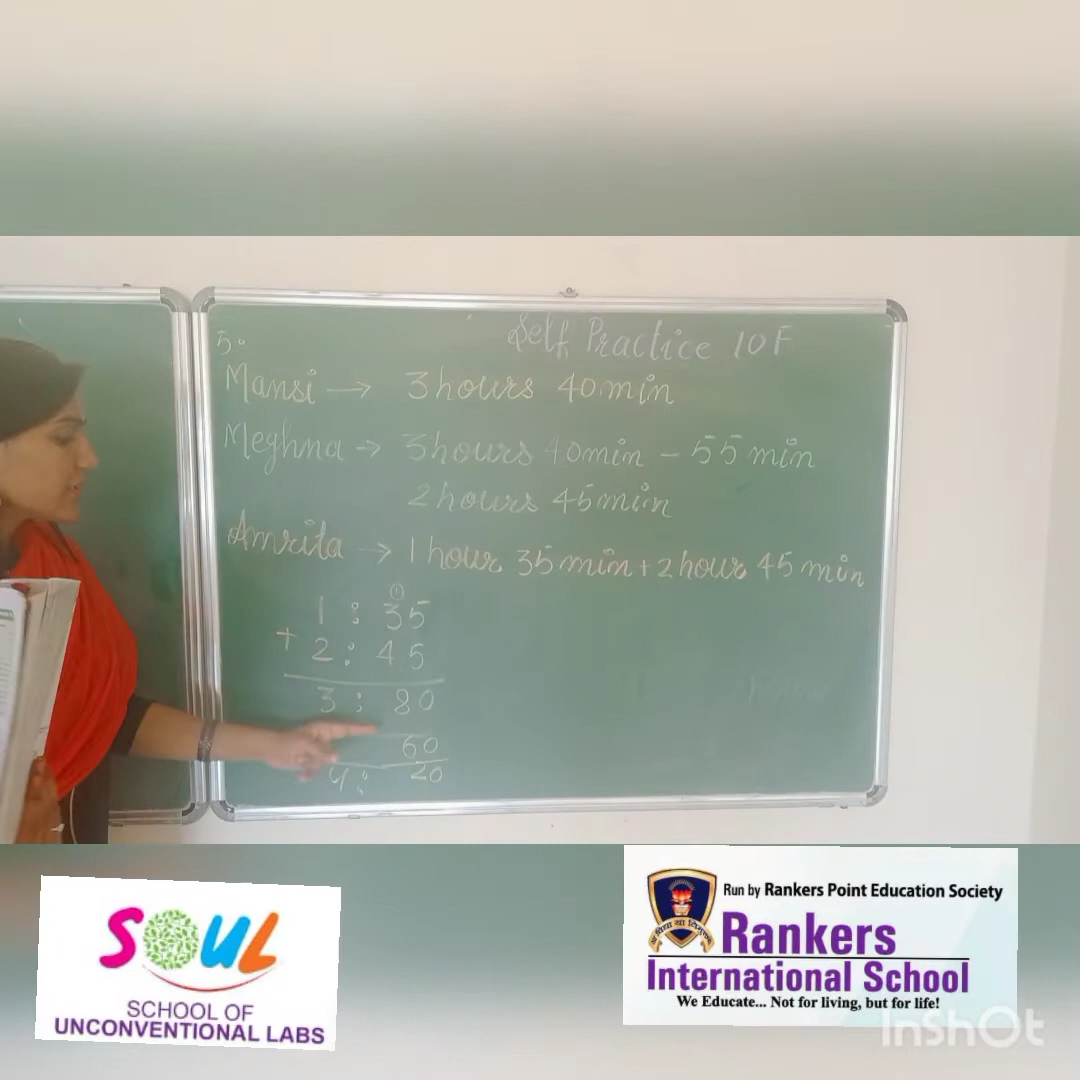 Self Practice 10F
5.
Mansi → 3 hours 40 min
Meghna → 3 hours 40 min - 55 min
2 hours 45 min
Amrita → 1 hour 35 min + 2 hour 45 min
1
1 : 35
+ 2 : 45
3 : 80
60
4 : 20
SOUL
SCHOOL OF
UNCONVENTIONAL LABS
Run by Rankers Point Education Society
Rankers
International School
We Educate... Not for living, but for life!
InShOt